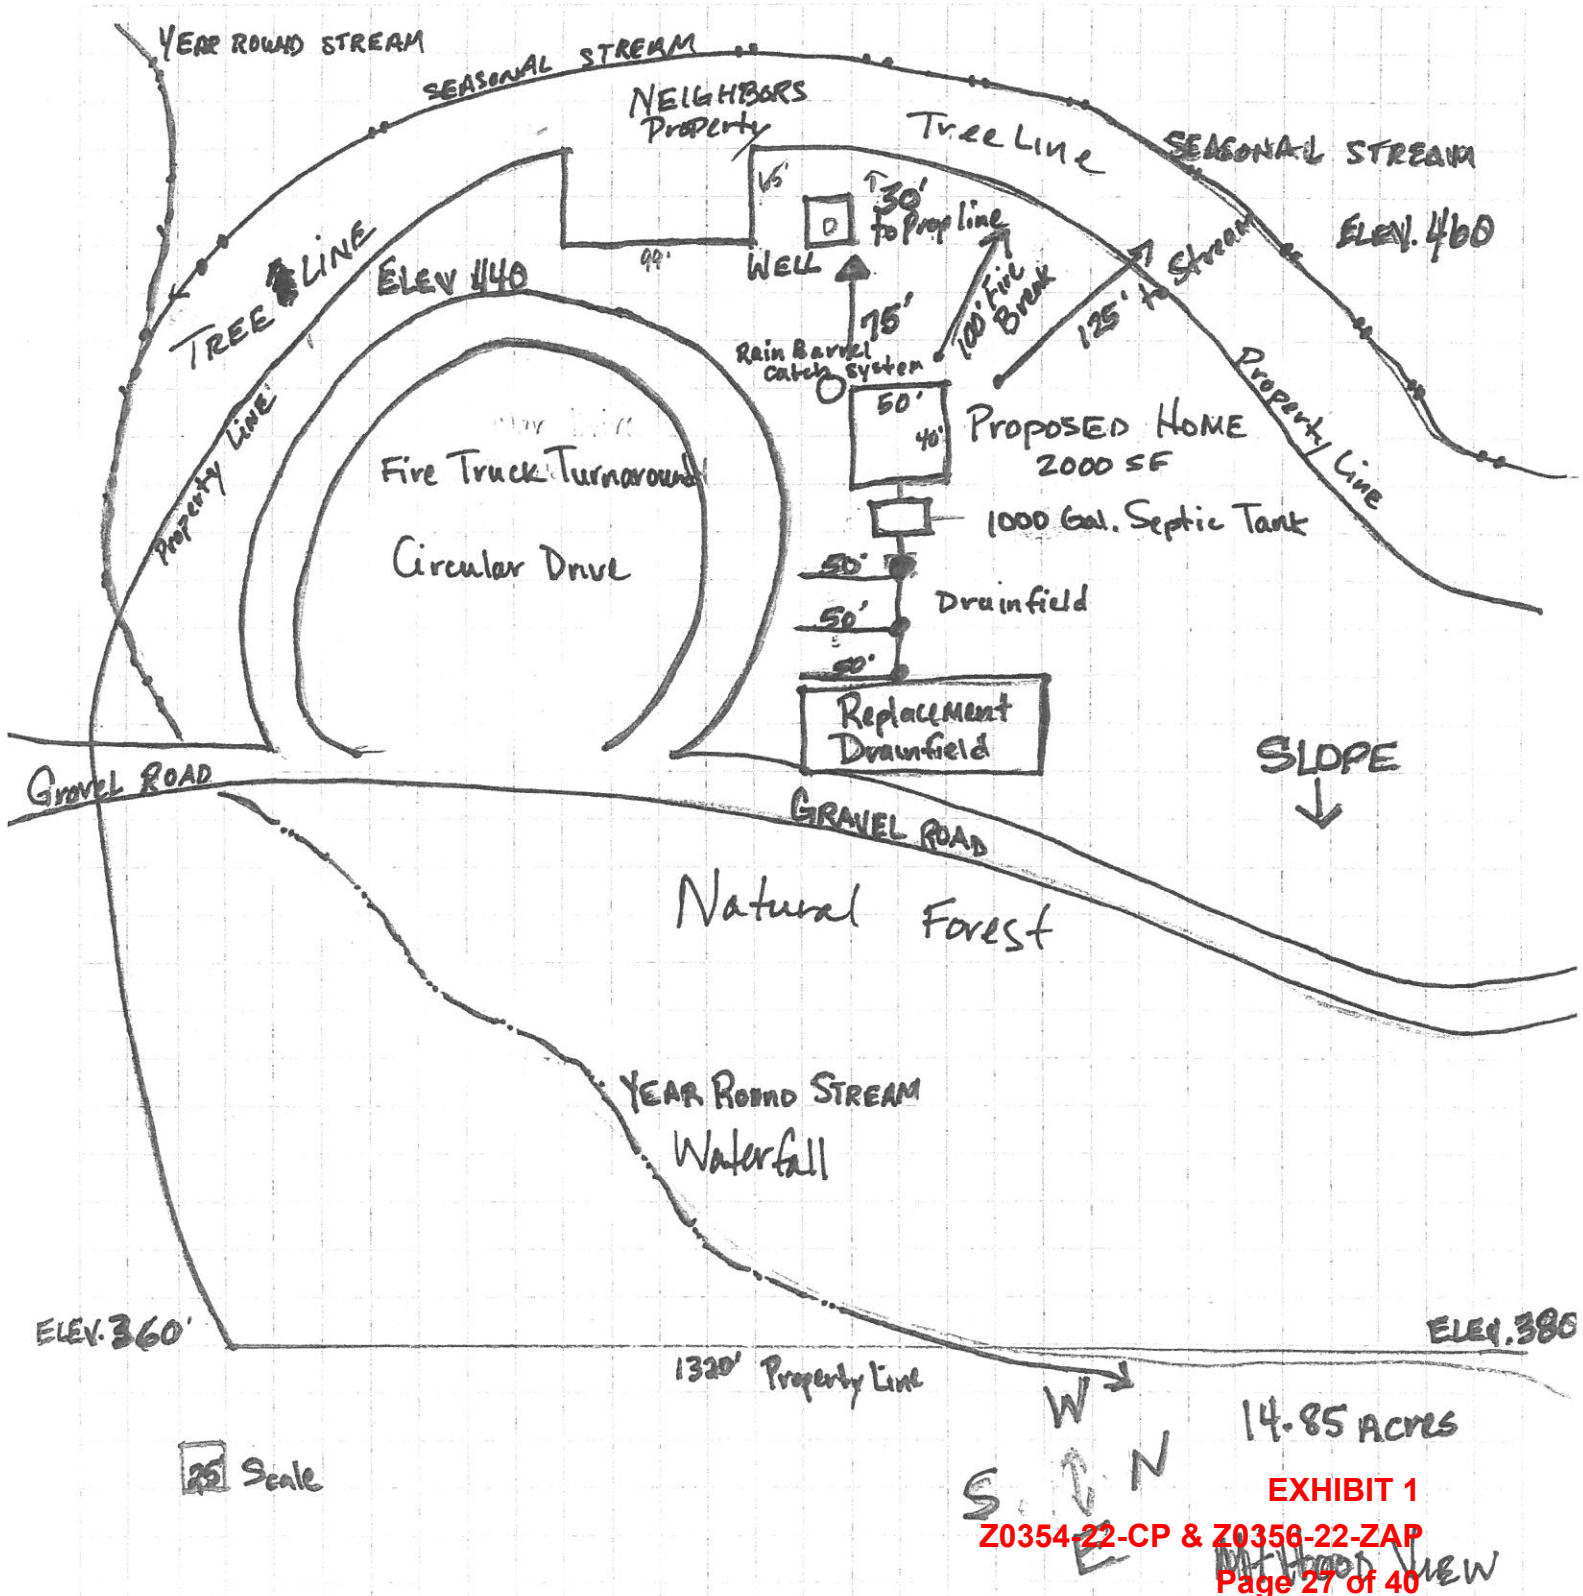 YEAR ROUND STREAM
SEASONAL STREAM
NEIGHBORS
Property
Tree Line
SEASONAL STREAM
ELEV. 460
65'
30'
to Prop line
D
99'
WELL
TREE LINE
ELEV 440
75'
100' Fire
Break
125' to Stream
Rain Barrel
Catch System
50'
40'
PROPOSED HOME
2000 SF
Property Line
Property Line
Fire Truck Turnaround
Circular Drive
1000 Gal. Septic Tank
50'
Drainfield
50'
50'
Replacement
Drainfield
SLOPE
Gravel ROAD
GRAVEL ROAD
Natural Forest
YEAR ROUND STREAM
Waterfall
ELEV. 360'
ELEV. 380
1320' Property Line
W
14.85 Acres
25' Scale
S
N
E
EXHIBIT 1
Z0354-22-CP & Z0356-22-ZAP
Mt Hood VIEW
Page 27 of 40